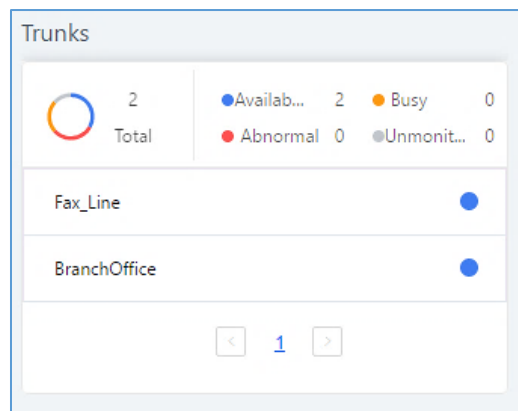 Trunks
2 Availab... 2 Busy 0
Total Abnormal 0 Unmonit... 0
Fax_Line
BranchOffice
< 1 >